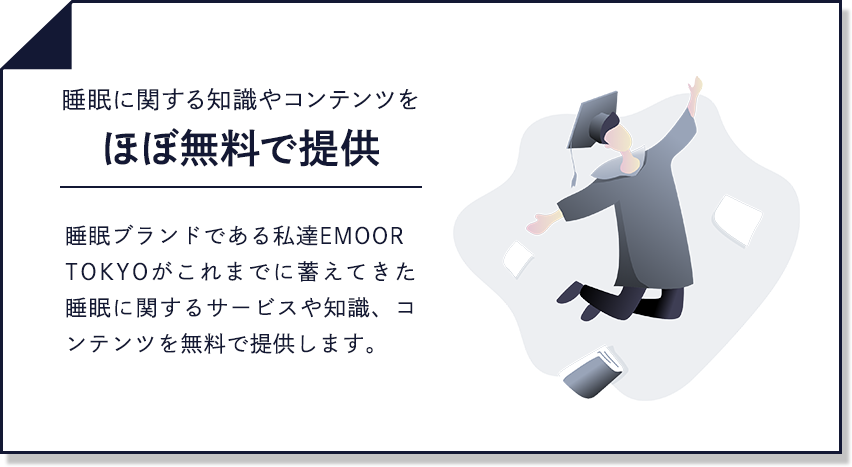 睡眠に関する知識やコンテンツを
ほぼ無料で提供
睡眠ブランドである私達EMOOR
TOKYOがこれまでに蓄えてきた
睡眠に関するサービスや知識、コ
ンテンツを無料で提供します。